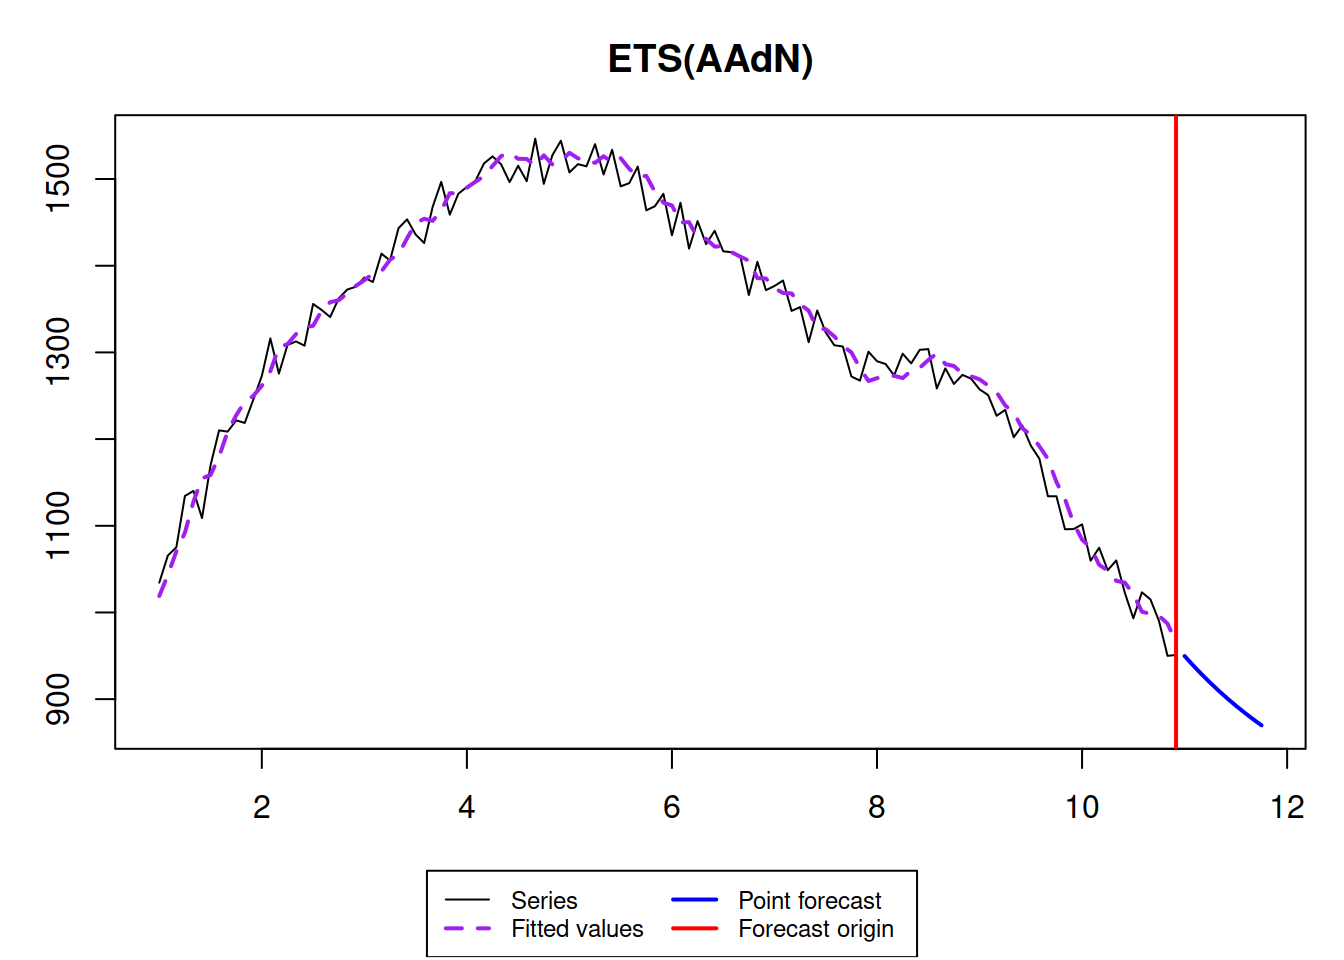 ETS(AAdN)
1500
1300
1100
900
2 4 6 8 10 12
Series Point forecast
Fitted values Forecast origin